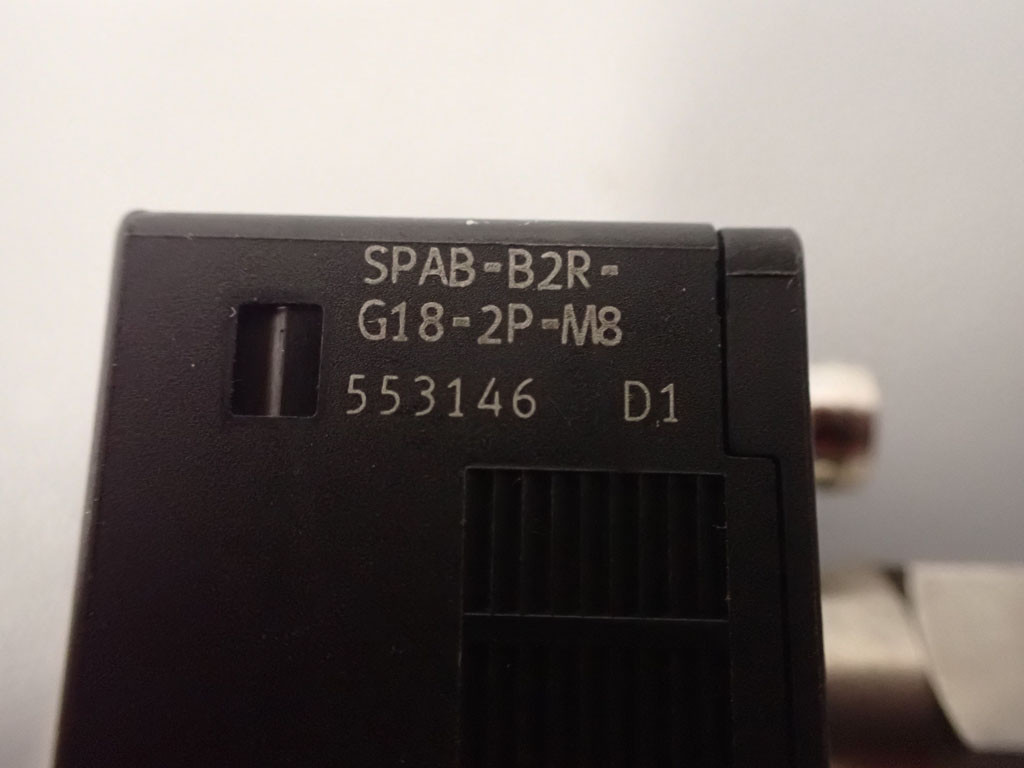 SPAB-B2R-
G18-2P-M8
553146 D1